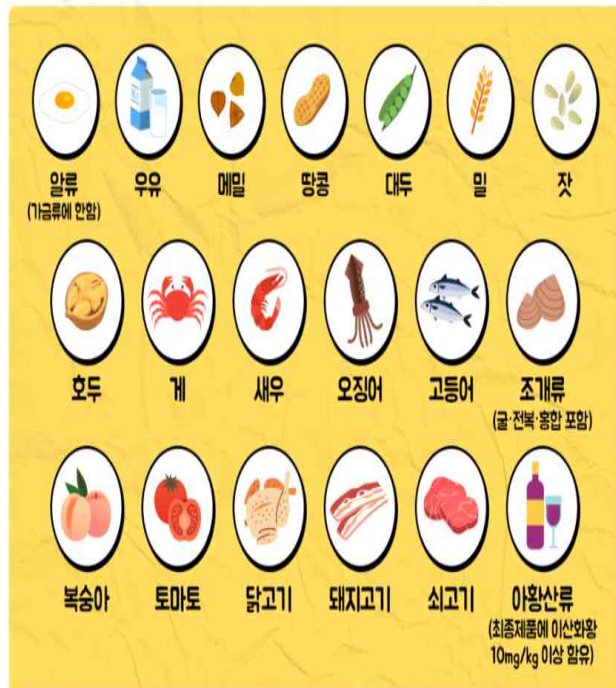 알류 우유 메밀 땅콩 대두 밀 잣
(가금류에 한함)
호두 게 새우 오징어 고등어 조개류
(굴·전복·홍합 포함)
복숭아 토마토 닭고기 돼지고기 쇠고기 아황산류
(최종제품에 이산화황
10mg/kg 이상 함유)